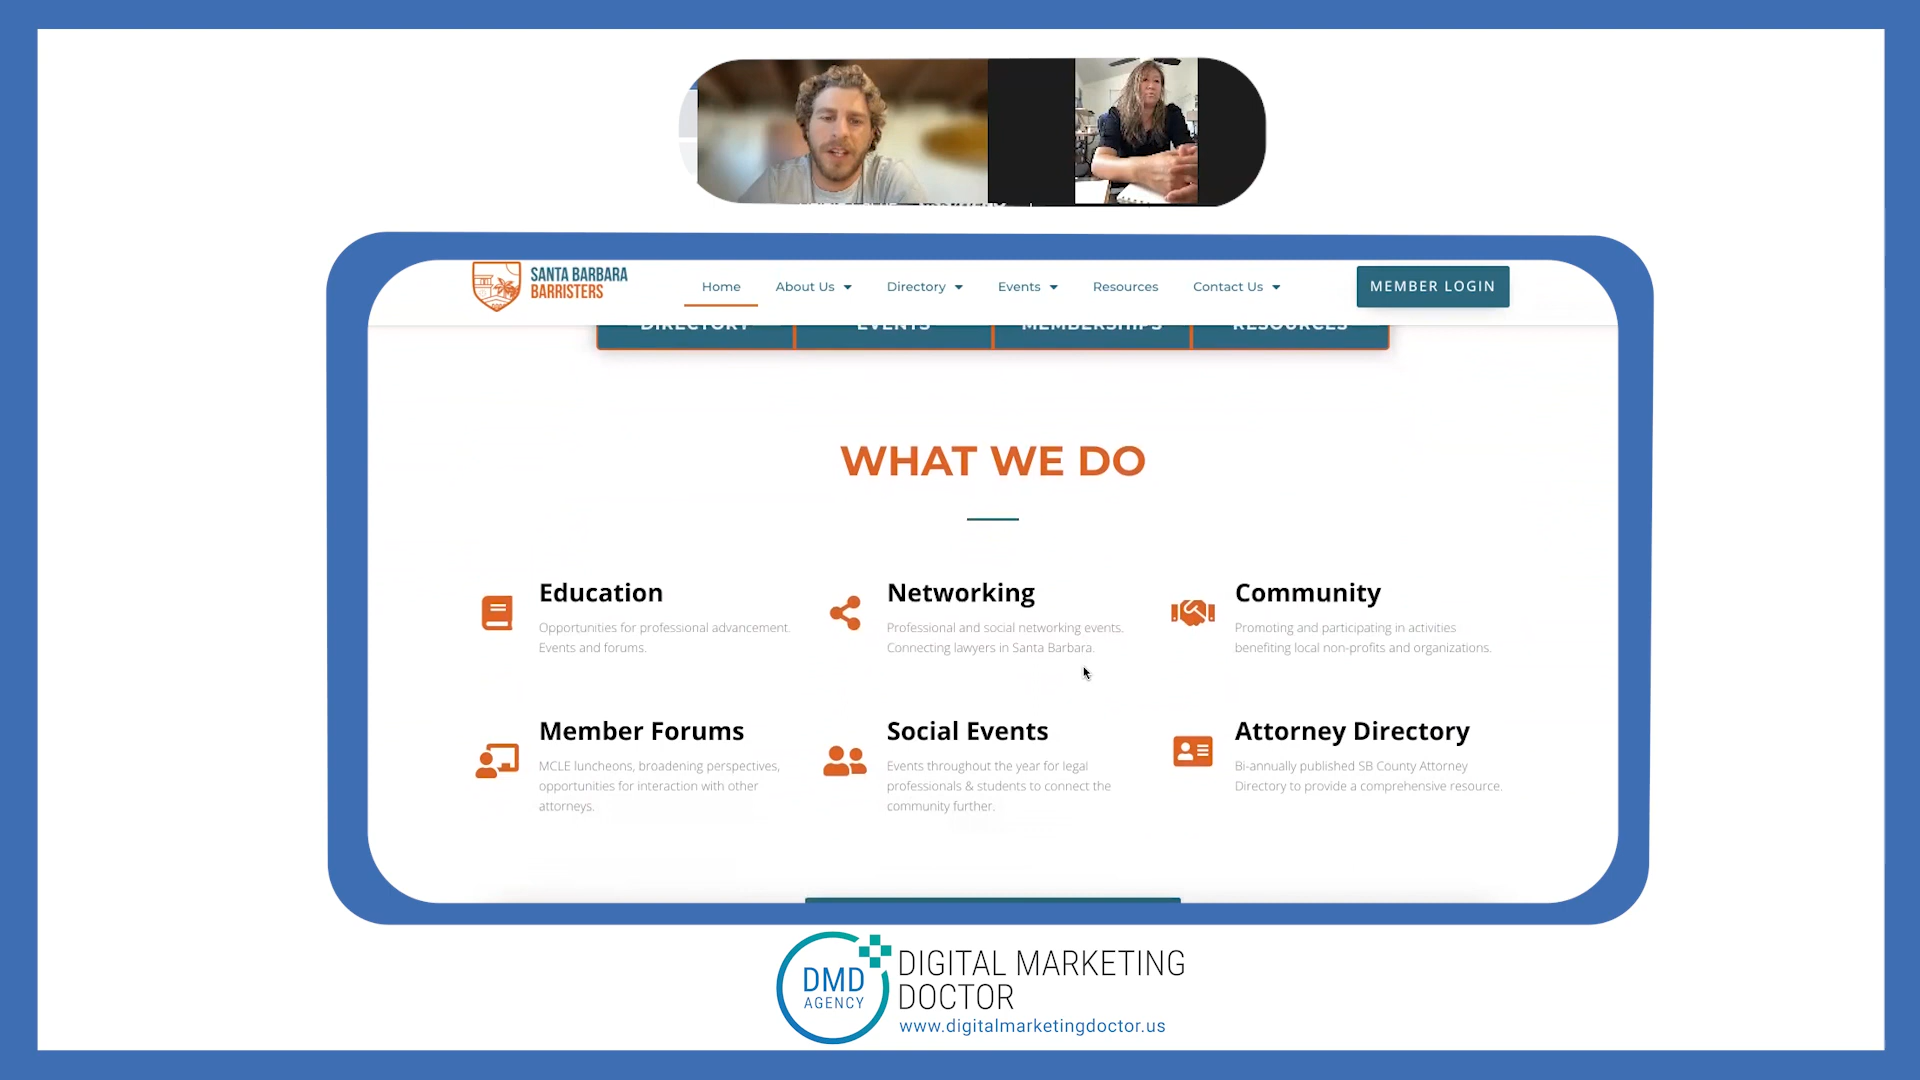 SANTA BARBARA
BARRISTERS
Home
About Us
Directory
Events
Resources
Contact Us
MEMBER LOGIN
DIRECTORY
EVENTS
MEMBERSHIPS
RESOURCES
WHAT WE DO
Education
Opportunities for professional advancement.
Events and forums.
Networking
Professional and social networking events.
Connecting lawyers in Santa Barbara.
Community
Promoting and participating in activities
benefiting local non-profits and organizations.
Member Forums
MCLE luncheons, broadening perspectives,
opportunities for interaction with other
attorneys.
Social Events
Events throughout the year for legal
professionals & students to connect the
community further.
Attorney Directory
Bi-annually published SB County Attorney
Directory to provide a comprehensive resource.
DMD
AGENCY
DIGITAL MARKETING
DOCTOR
www.digitalmarketingdoctor.us